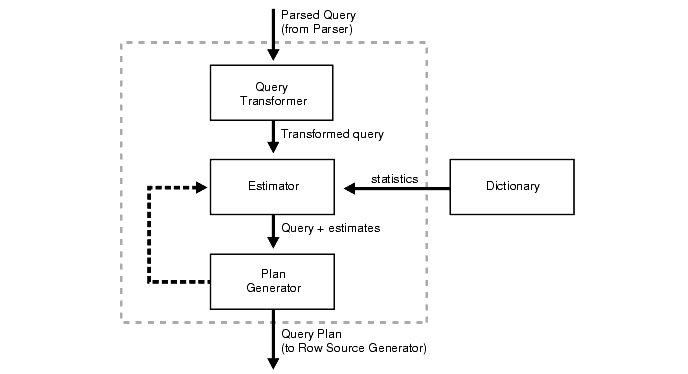 Parsed Query
(from Parser)
Query
Transformer
Transformed query
Estimator
statistics
Dictionary
Query + estimates
Plan
Generator
Query Plan
(to Row Source Generator)